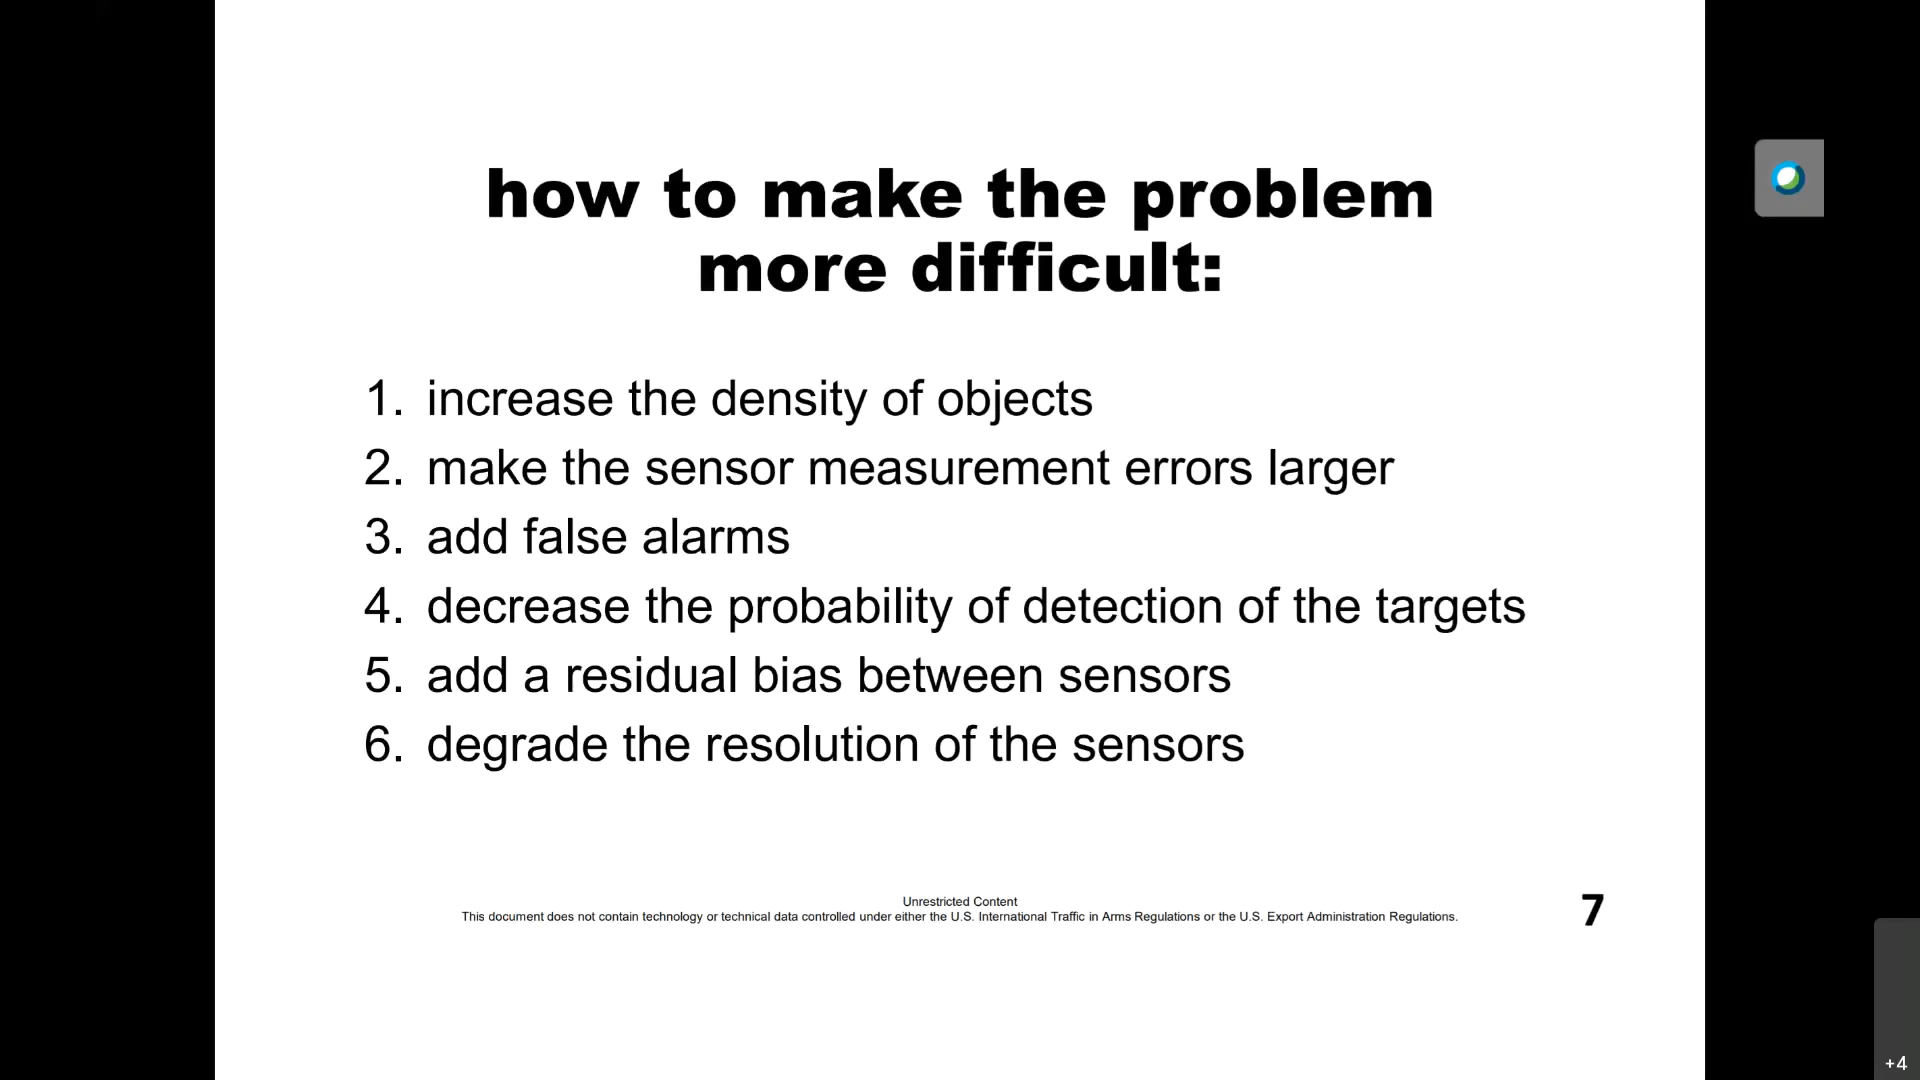 how to make the problem
more difficult:
1. increase the density of objects
2. make the sensor measurement errors larger
3. add false alarms
4. decrease the probability of detection of the targets
5. add a residual bias between sensors
6. degrade the resolution of the sensors
Unrestricted Content
This document does not contain technology or technical data controlled under either the U.S. International Traffic in Arms Regulations or the U.S. Export Administration Regulations.
7
+4